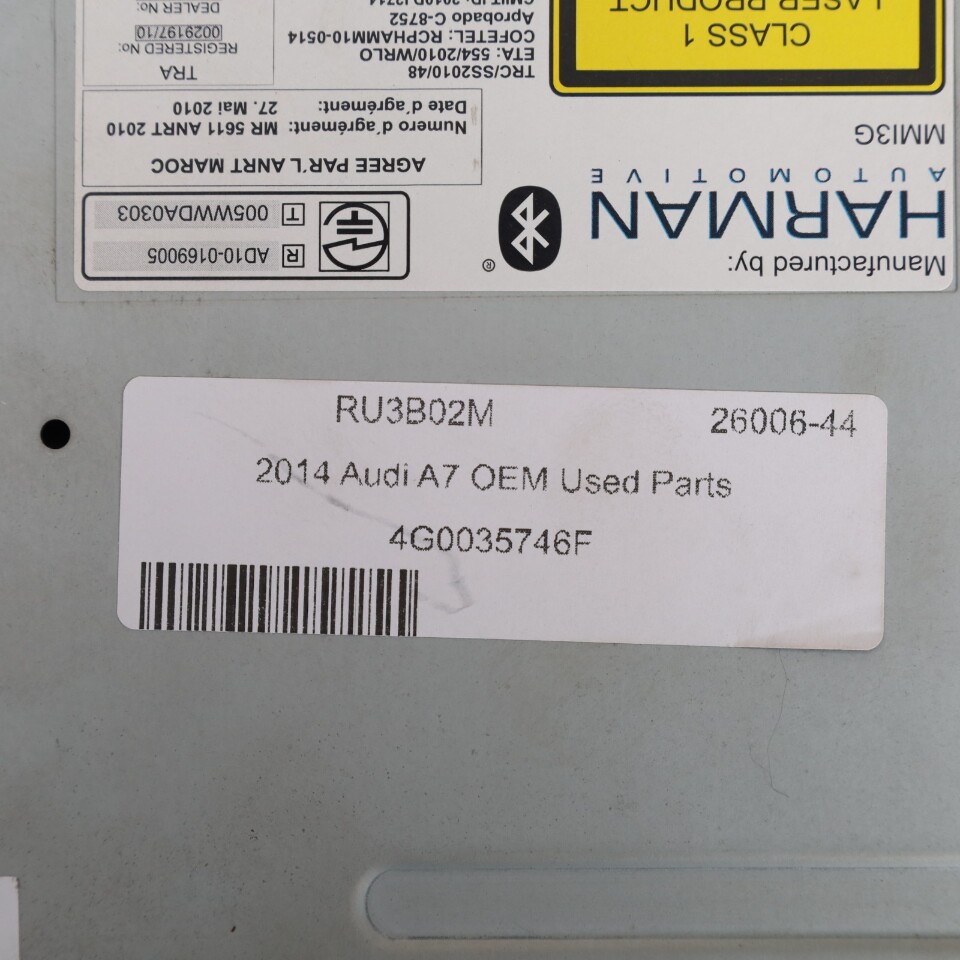 Manufactured by:
HARMAN
AUTOMOTIVE
MMI3G
®
R AD10-0169005
T 005WWDA0303
AGREE PAR'L ANRT MAROC
Numero d'agrément: MR 5611 ANRT 2010
Date d'agrément: 27. Mai 2010
CLASS 1
LASER PRODUCT
TRC/SS2010/48
ETA: 554/2010/WRLO
COFETEL: RCPHAMM10-0514
Aprobado C-8752
TRA
REGISTERED No:
0029197/10
DEALER No:
RU3B02M 26006-44
2014 Audi A7 OEM Used Parts
4G0035746F